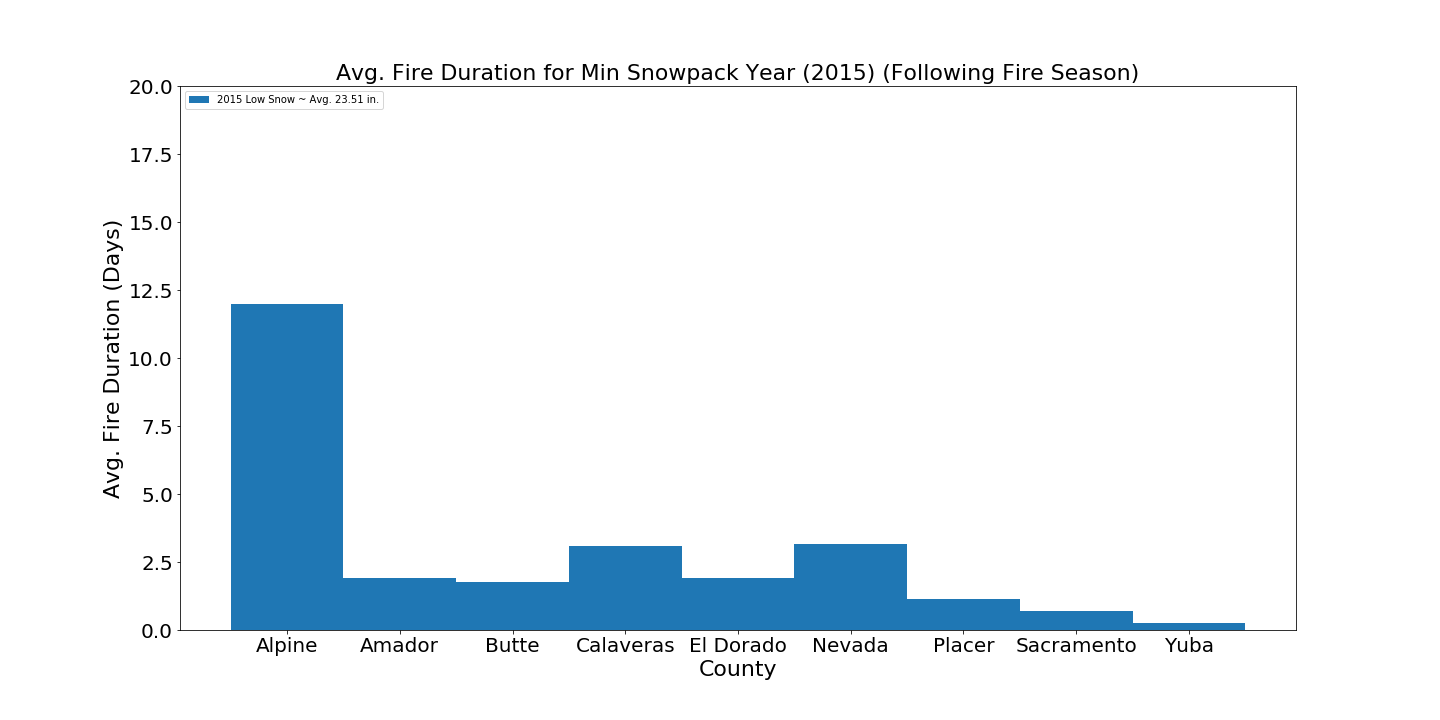 Avg. Fire Duration for Min Snowpack Year (2015) (Following Fire Season)
2015 Low Snow ~ Avg. 23.51 in.
Avg. Fire Duration (Days)
20.0
17.5
15.0
12.5
10.0
7.5
5.0
2.5
0.0
Alpine Amador Butte Calaveras El Dorado Nevada Placer Sacramento Yuba
County